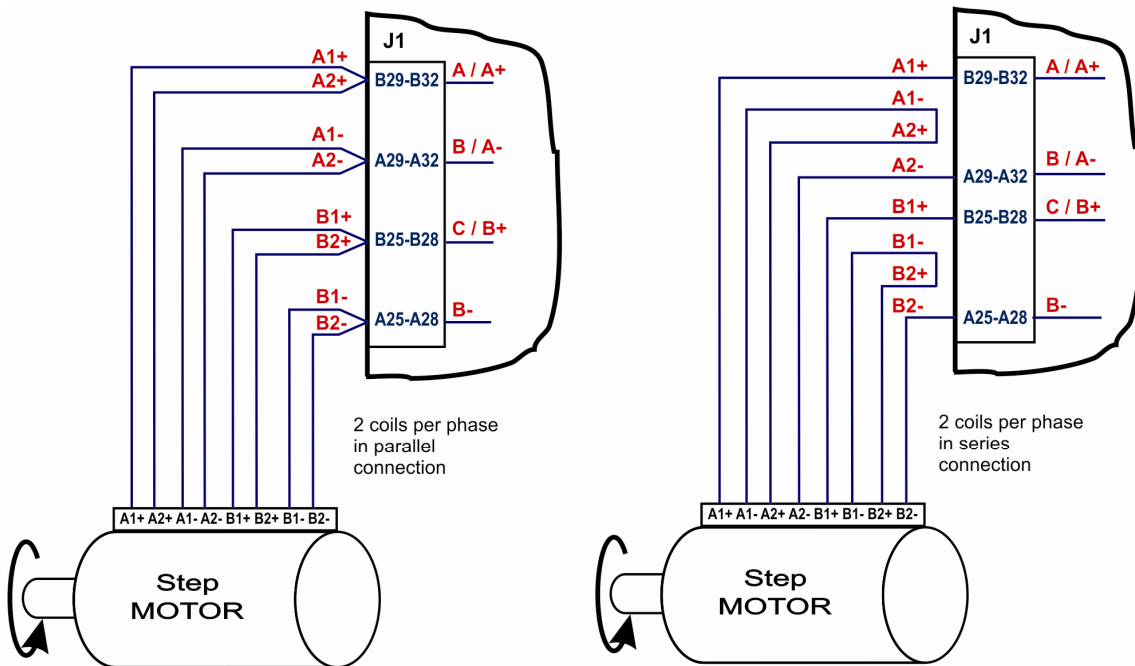 J1
A1+
A2+
B29-B32
A / A+
A1-
A2-
A29-A32
B / A-
B1+
B2+
B25-B28
C / B+
B1-
B2-
A25-A28
B-
2 coils per phase
in parallel
connection
A1+ A2+ A1- A2- B1+ B2+ B1- B2-
Step
MOTOR
J1
A1+
B29-B32
A / A+
A1-
A2+
A2-
A29-A32
B / A-
B1+
B25-B28
C / B+
B1-
B2+
B2-
A25-A28
B-
2 coils per phase
in series
connection
A1+ A1- A2+ A2- B1+ B1- B2+ B2-
Step
MOTOR